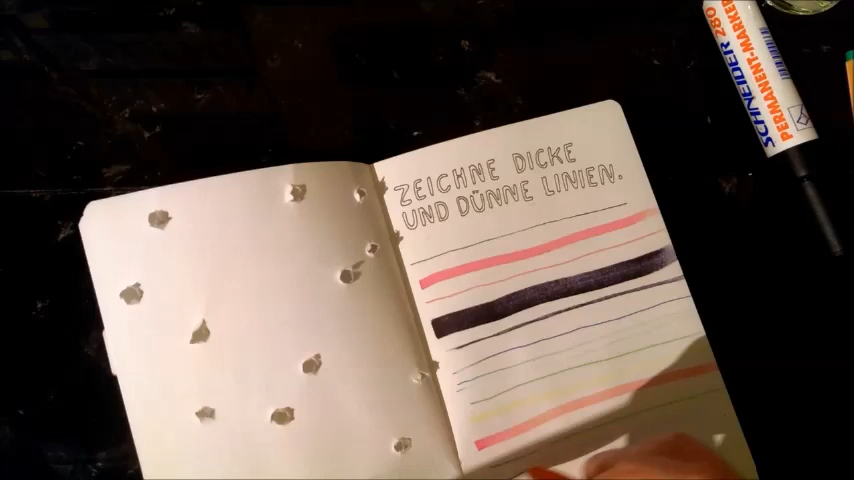 ZEICHNE DICKE
UND DÜNNE LINIEN.
SCHNEIDER 280
PERMANENT-MARKER